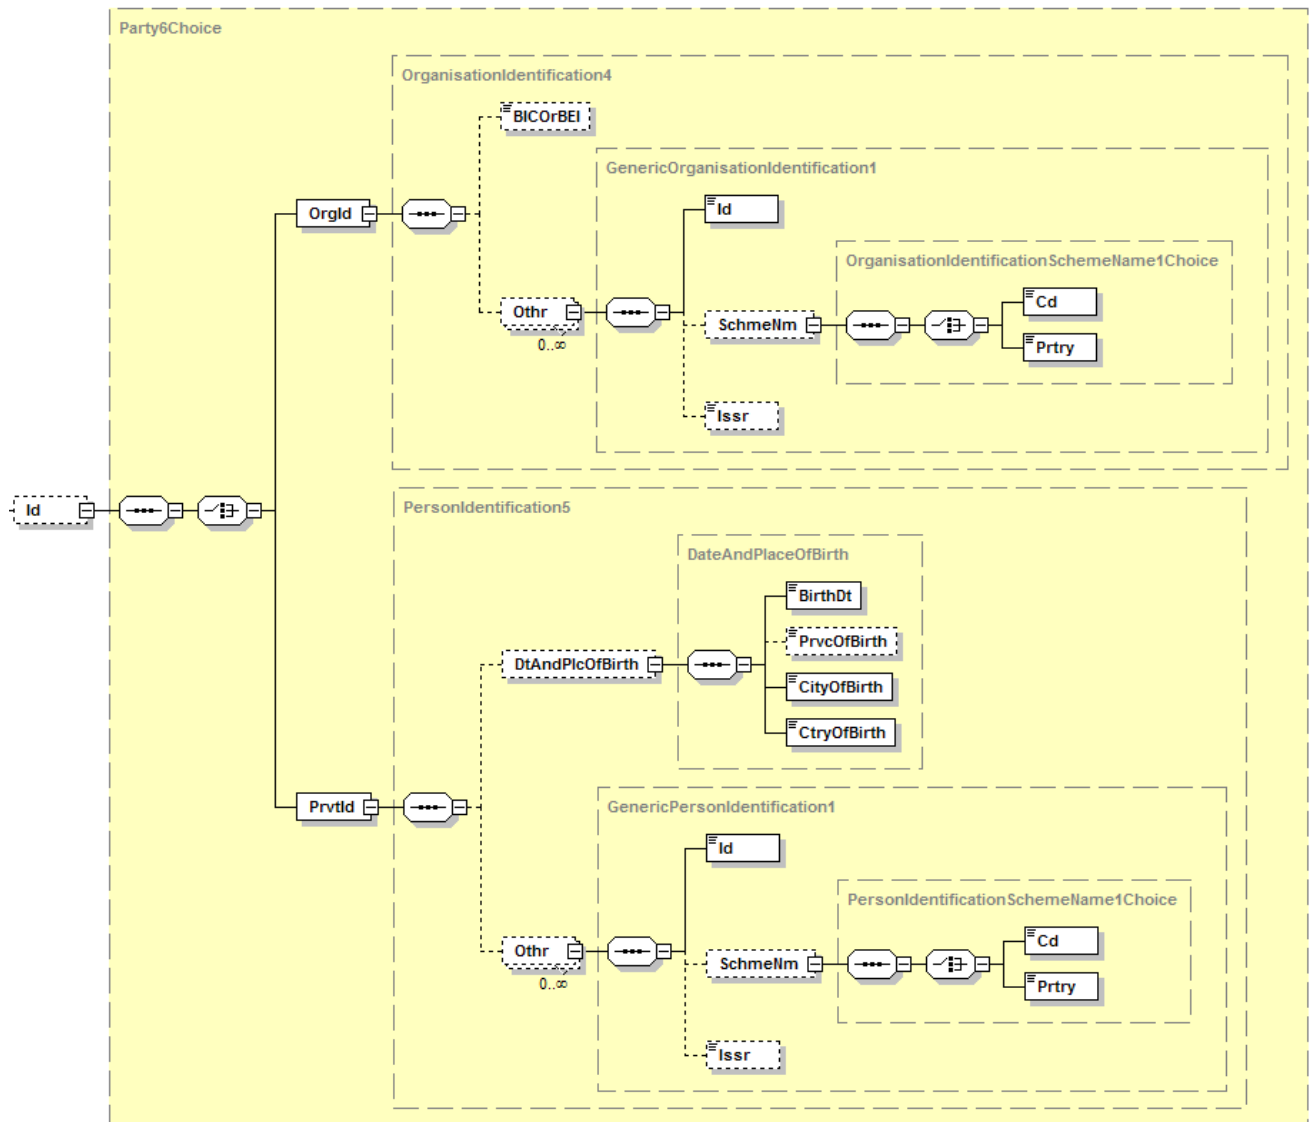 Party6Choice
OrganisationIdentification4
BICOrBEI
GenericOrganisationIdentification1
Id
OrgId
OrganisationIdentificationSchemeName1Choice
Cd
Othr
SchmeNm
Prtry
0..∞
Issr
Id
PersonIdentification5
DateAndPlaceOfBirth
BirthDt
PrvcOfBirth
DtAndPlcOfBirth
CityOfBirth
CtryOfBirth
PrvtId
GenericPersonIdentification1
Id
PersonIdentificationSchemeName1Choice
Cd
Othr
SchmeNm
Prtry
0..∞
Issr